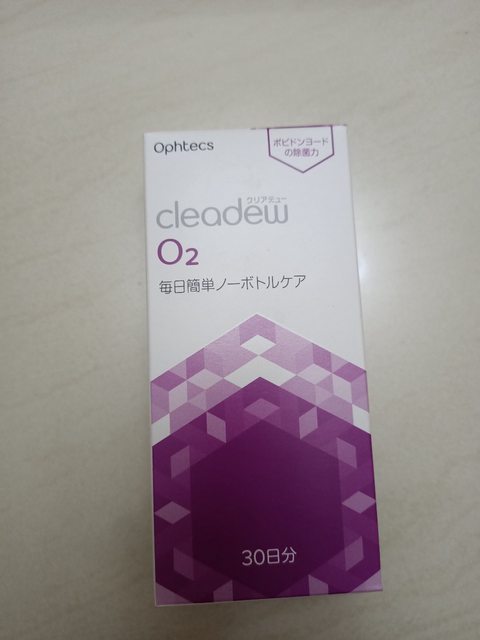 Ophtecs
ポビドンヨード
の除菌力
クリアデュー
cleadew
O2
毎日簡単ノーボトルケア
30日分